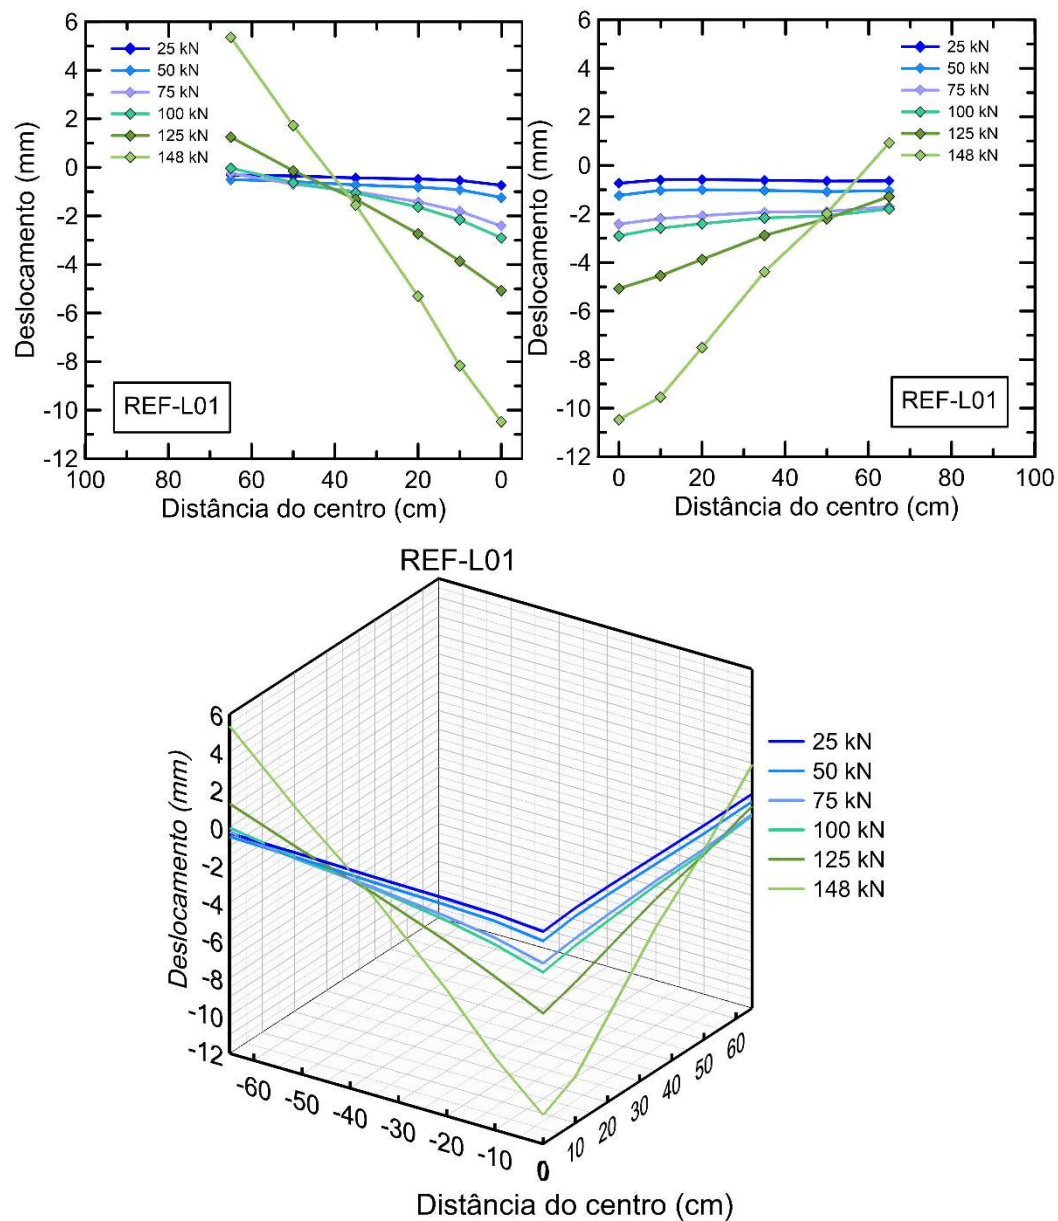 6
4
2
0
-2
-4
-6
-8
-10
-12
Deslocamento (mm)
25 kN
50 kN
75 kN
100 kN
125 kN
148 kN
REF-L01
100 80 60 40 20 0
Distância do centro (cm)
6
4
2
0
-2
-4
-6
-8
-10
-12
Deslocamento (mm)
25 kN
50 kN
75 kN
100 kN
125 kN
148 kN
REF-L01
0 20 40 60 80 100
Distância do centro (cm)
REF-L01
6
4
2
0
-2
-4
-6
-8
-10
-12
Deslocamento (mm)
25 kN
50 kN
75 kN
100 kN
125 kN
148 kN
-60 -50 -40 -30 -20 -10 0
0 10 20 30 40 50 60
Distância do centro (cm)